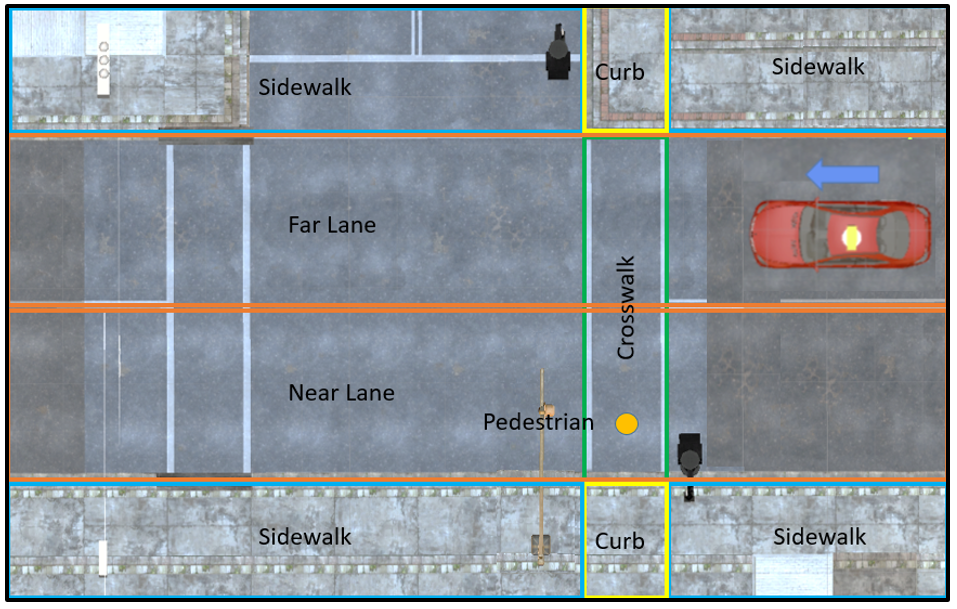 Sidewalk
Curb
Sidewalk
Far Lane
Crosswalk
Near Lane
Pedestrian
Sidewalk
Curb
Sidewalk